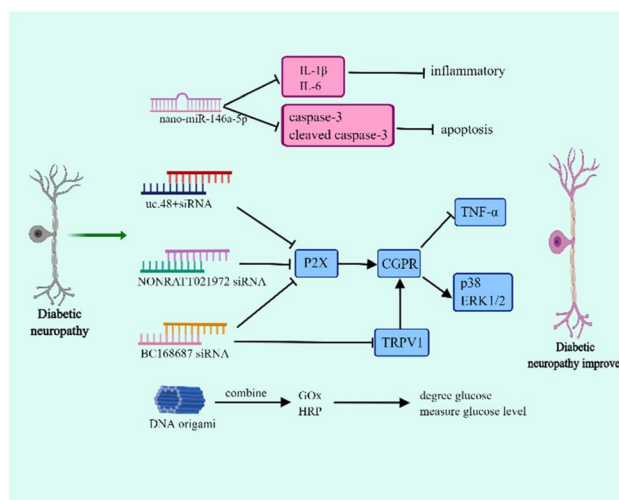 IL-1β
IL-6
inflammatory
nano-miR-146a-5p
caspase-3
cleaved caspase-3
apoptosis
uc.48+siRNA
TNF-α
NONRATT021972 siRNA
P2X
CGPR
p38
ERK1/2
Diabetic
neuropathy
BC168687 siRNA
TRPV1
Diabetic
neuropathy improve
combine
GOx
HRP
degree glucose
measure glucose level
DNA origami